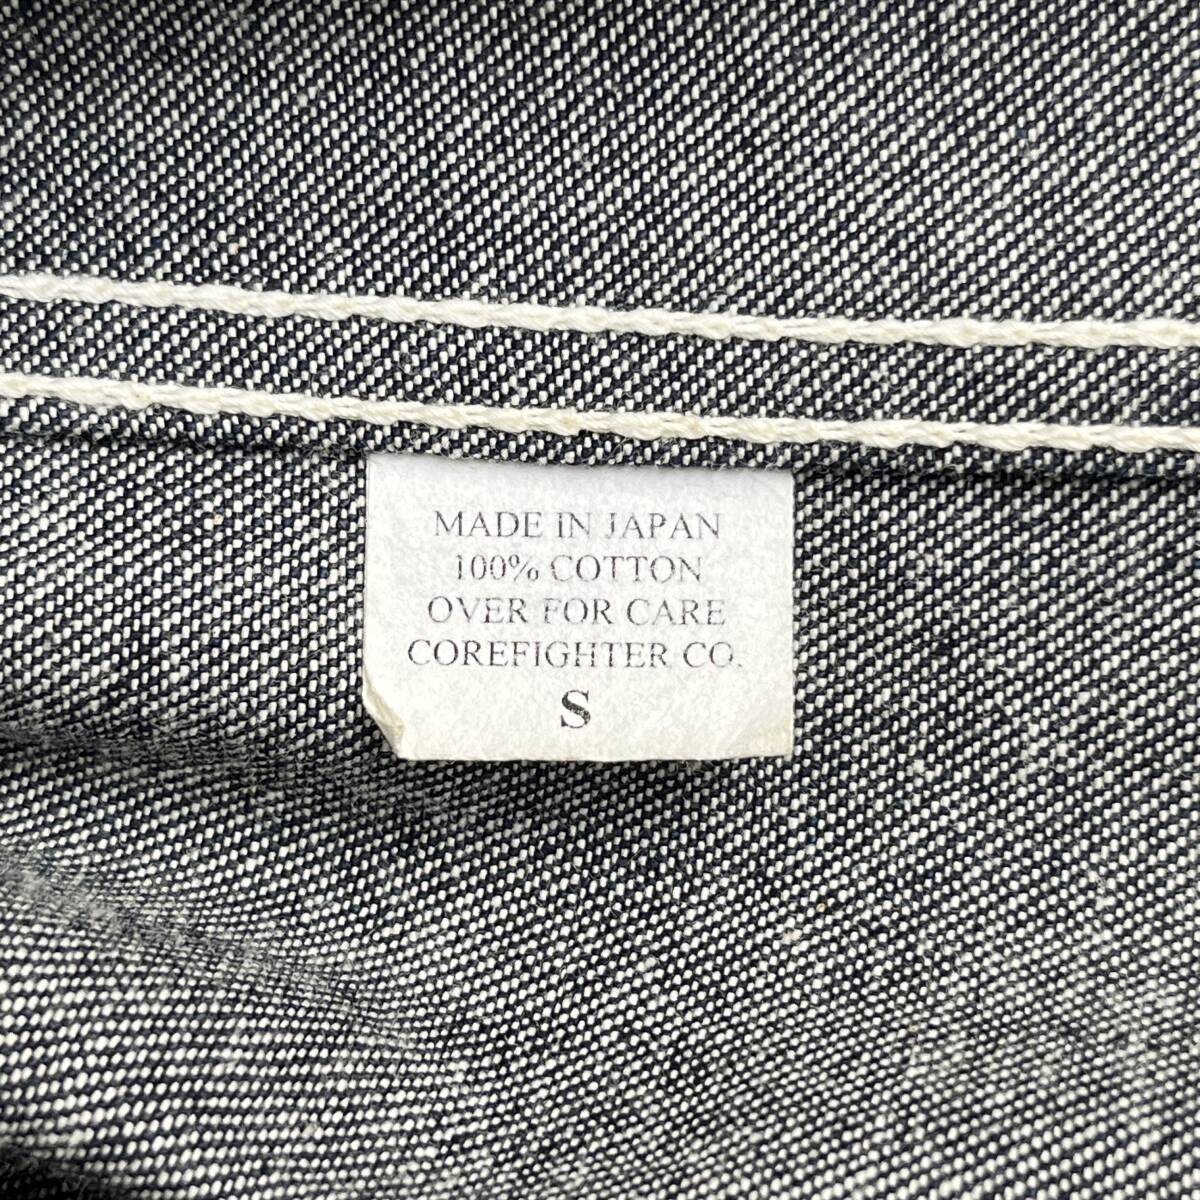 MADE IN JAPAN
100% COTTON
OVER FOR CARE
COREFIGHTER CO.
S